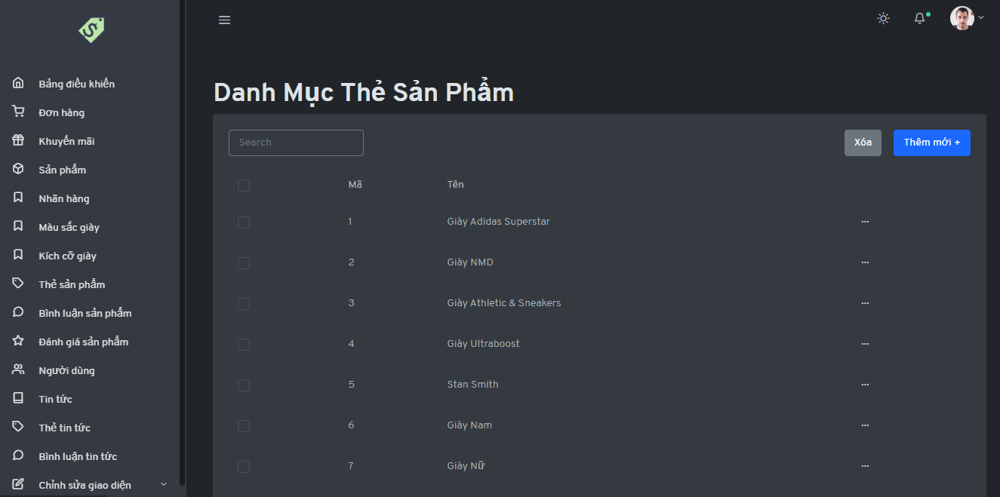 Bảng điều khiển
Đơn hàng
Khuyến mãi
Sản phẩm
Nhãn hàng
Màu sắc giày
Kích cỡ giày
Thẻ sản phẩm
Bình luận sản phẩm
Đánh giá sản phẩm
Người dùng
Tin tức
Thẻ tin tức
Bình luận tin tức
Chỉnh sửa giao diện
Danh Mục Thẻ Sản Phẩm
Search Xóa Thêm mới +
Mã Tên
1 Giày Adidas Superstar ...
2 Giày NMD ...
3 Giày Athletic & Sneakers ...
4 Giày Ultraboost ...
5 Stan Smith ...
6 Giày Nam ...
7 Giày Nữ ...